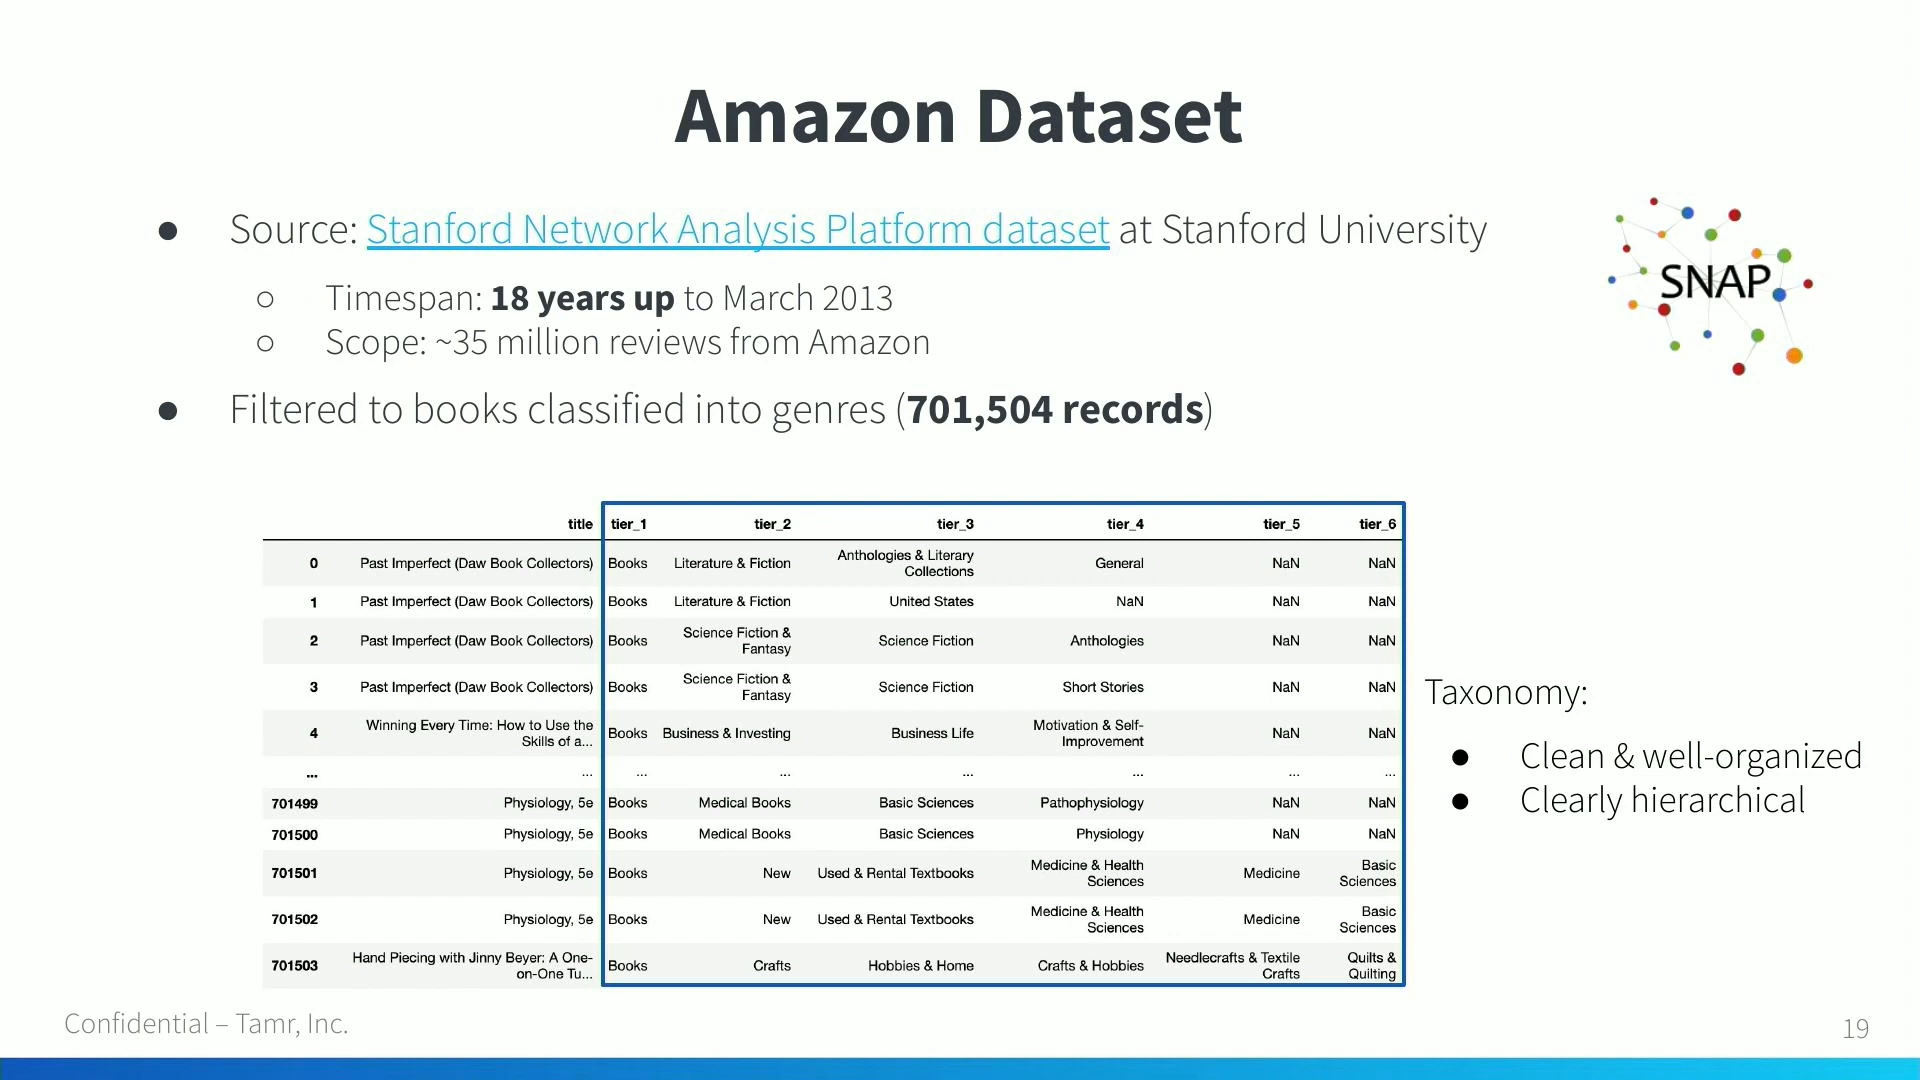 Amazon Dataset
● Source: Stanford Network Analysis Platform dataset at Stanford University
○ Timespan: 18 years up to March 2013
○ Scope: ~35 million reviews from Amazon
● Filtered to books classified into genres (701,504 records)
SNAP
title tier_1 tier_2 tier_3 tier_4 tier_5 tier_6
0 Past Imperfect (Daw Book Collectors) Books Literature & Fiction Anthologies & Literary Collections General NaN NaN
1 Past Imperfect (Daw Book Collectors) Books Literature & Fiction United States NaN NaN NaN
2 Past Imperfect (Daw Book Collectors) Books Science Fiction & Fantasy Science Fiction Anthologies NaN NaN
3 Past Imperfect (Daw Book Collectors) Books Science Fiction & Fantasy Science Fiction Short Stories NaN NaN
4 Winning Every Time: How to Use the Skills of a... Books Business & Investing Business Life Motivation & Self-Improvement NaN NaN
... ... ... ... ... ... ... ...
701499 Physiology, 5e Books Medical Books Basic Sciences Pathophysiology NaN NaN
701500 Physiology, 5e Books Medical Books Basic Sciences Physiology NaN NaN
701501 Physiology, 5e Books New Used & Rental Textbooks Medicine & Health Sciences Medicine Basic Sciences
701502 Physiology, 5e Books New Used & Rental Textbooks Medicine & Health Sciences Medicine Basic Sciences
701503 Hand Piecing with Jinny Beyer: A One-on-One Tu... Books Crafts Hobbies & Home Crafts & Hobbies Needlecrafts & Textile Crafts Quilts & Quilting
Taxonomy:
● Clean & well-organized
● Clearly hierarchical
Confidential – Tamr, Inc.
19